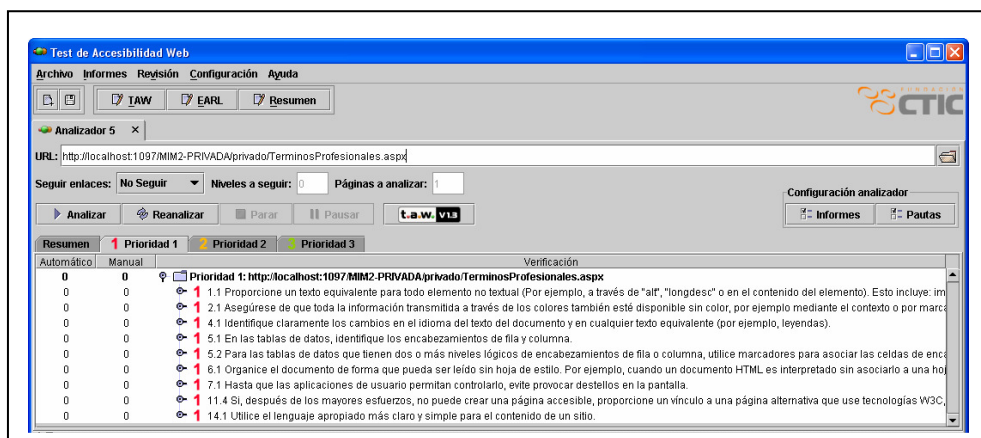 Test de Accesibilidad Web
Archivo Informes Revisión Configuración Ayuda
TAW EARL Resumen
FUNDACIÓN
CTIC
Analizador 5 ×
URL: http://localhost:1097/MIM2-PRIVADA/privado/TerminosProfesionales.aspx
Seguir enlaces: No Seguir Niveles a seguir: 0 Páginas a analizar: 1
Configuración analizador
Analizar Reanalizar Parar Pausar t.a.w. V1.3 Informes Pautas
Resumen 1 Prioridad 1 2 Prioridad 2 3 Prioridad 3
Automático Manual Verificación
0 0 Prioridad 1: http://localhost:1097/MIM2-PRIVADA/privado/TerminosProfesionales.aspx
0 0 1 1.1 Proporcione un texto equivalente para todo elemento no textual (Por ejemplo, a través de "alt", "longdesc" o en el contenido del elemento). Esto incluye: im
0 0 1 2.1 Asegúrese de que toda la información transmitida a través de los colores también esté disponible sin color, por ejemplo mediante el contexto o por marca
0 0 1 4.1 Identifique claramente los cambios en el idioma del texto del documento y en cualquier texto equivalente (por ejemplo, leyendas).
0 0 1 5.1 En las tablas de datos, identifique los encabezamientos de fila y columna.
0 0 1 5.2 Para las tablas de datos que tienen dos o más niveles lógicos de encabezamientos de fila o columna, utilice marcadores para asociar las celdas de enca
0 0 1 6.1 Organice el documento de forma que pueda ser leído sin hoja de estilo. Por ejemplo, cuando un documento HTML es interpretado sin asociarlo a una hoj
0 0 1 7.1 Hasta que las aplicaciones de usuario permitan controlarlo, evite provocar destellos en la pantalla.
0 0 1 11.4 Si, después de los mayores esfuerzos, no puede crear una página accesible, proporcione un vínculo a una página alternativa que use tecnologías W3C,
0 0 1 14.1 Utilice el lenguaje apropiado más claro y simple para el contenido de un sitio.